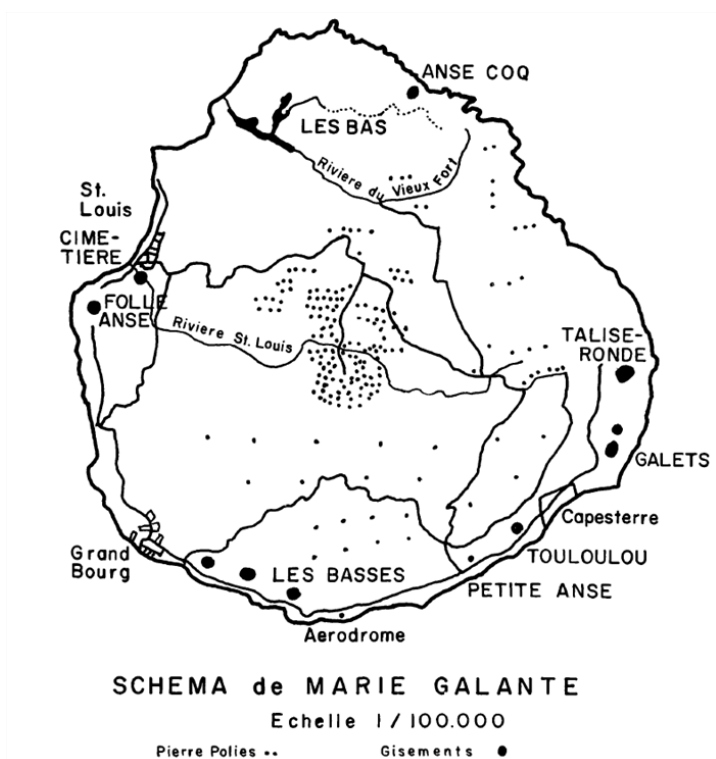 ANSE COQ
LES BAS
Riviere du Vieux Fort
St.
Louis
CIME-
TIERE
FOLLE
ANSE
Riviere St. Louis
TALISE-
RONDE
GALETS
Capesterre
TOULOULOU
PETITE ANSE
Grand
Bourg
LES BASSES
Aerodrome
SCHEMA de MARIE GALANTE
Echelle 1/100.000
Pierre Polies
Gisements